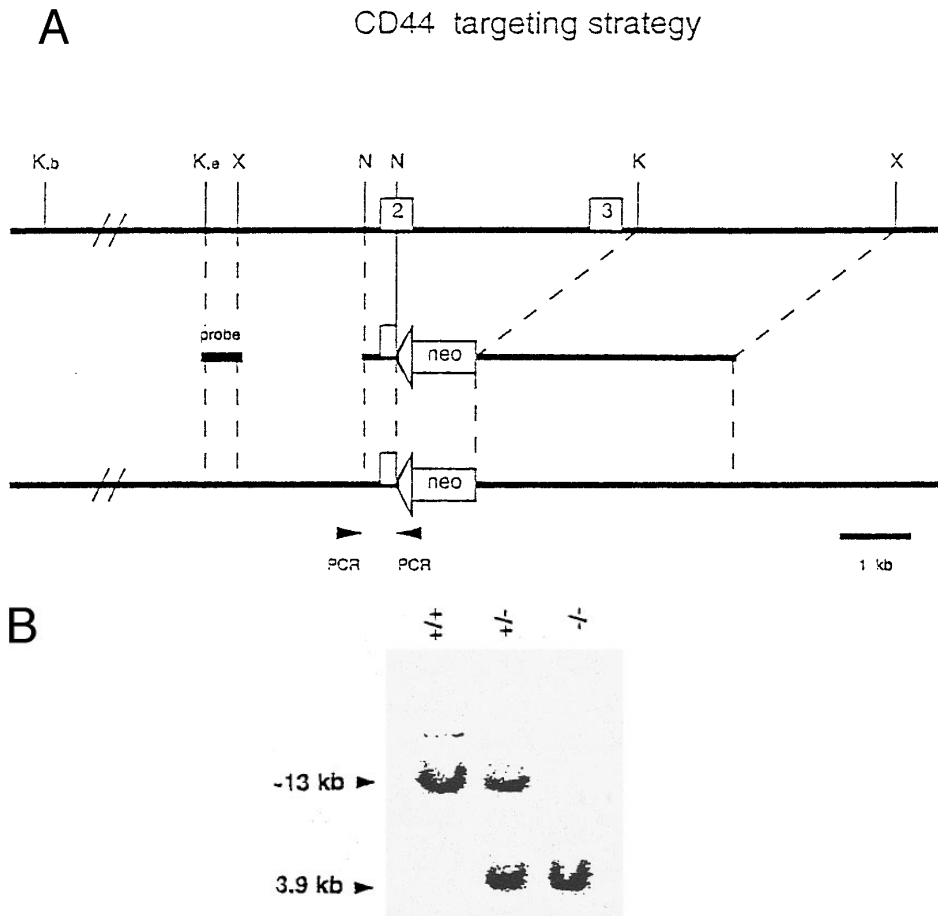 A
CD44 targeting strategy
K,b K,e X N N K X
2 3
probe
neo
neo
PCR PCR
1 kb
B
+/+ +/- -/-
-13 kb
3.9 kb